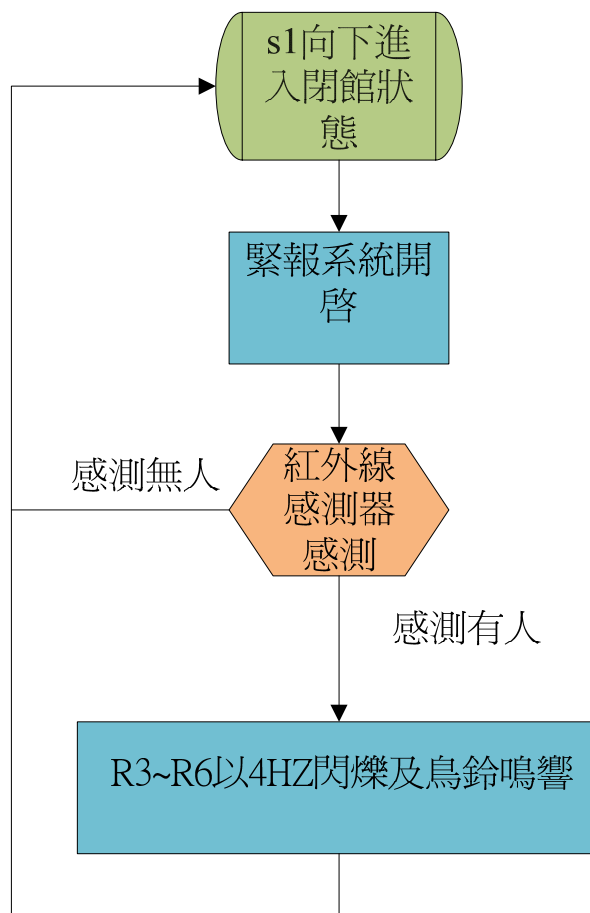 s1向下進
入閉館狀
態
緊報系統開
啓
紅外線
感測器
感測
感測無人
感測有人
R3~R6以4HZ閃爍及鳥鈴鳴響